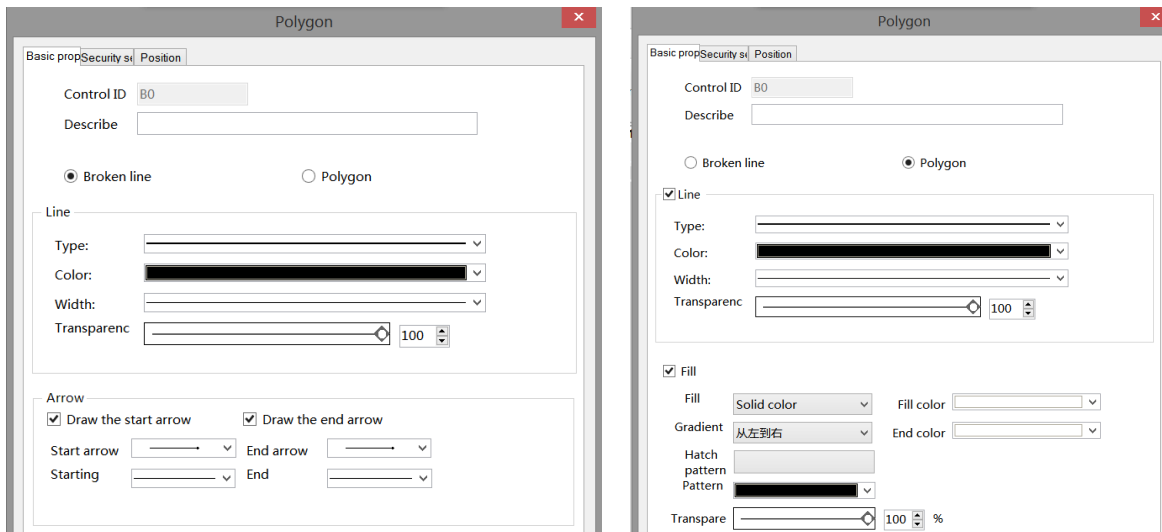 Polygon
Basic prop Security se Position
Control ID B0
Describe
Broken line Polygon
Line
Type:
Color:
Width:
Transparenc 100
Arrow
Draw the start arrow Draw the end arrow
Start arrow End arrow
Starting End
Polygon
Basic prop Security se Position
Control ID B0
Describe
Broken line Polygon
Line
Type:
Color:
Width:
Transparenc 100
Fill
Fill Solid color Fill color
Gradient 从左到右 End color
Hatch
pattern
Pattern
Transpare 100 %